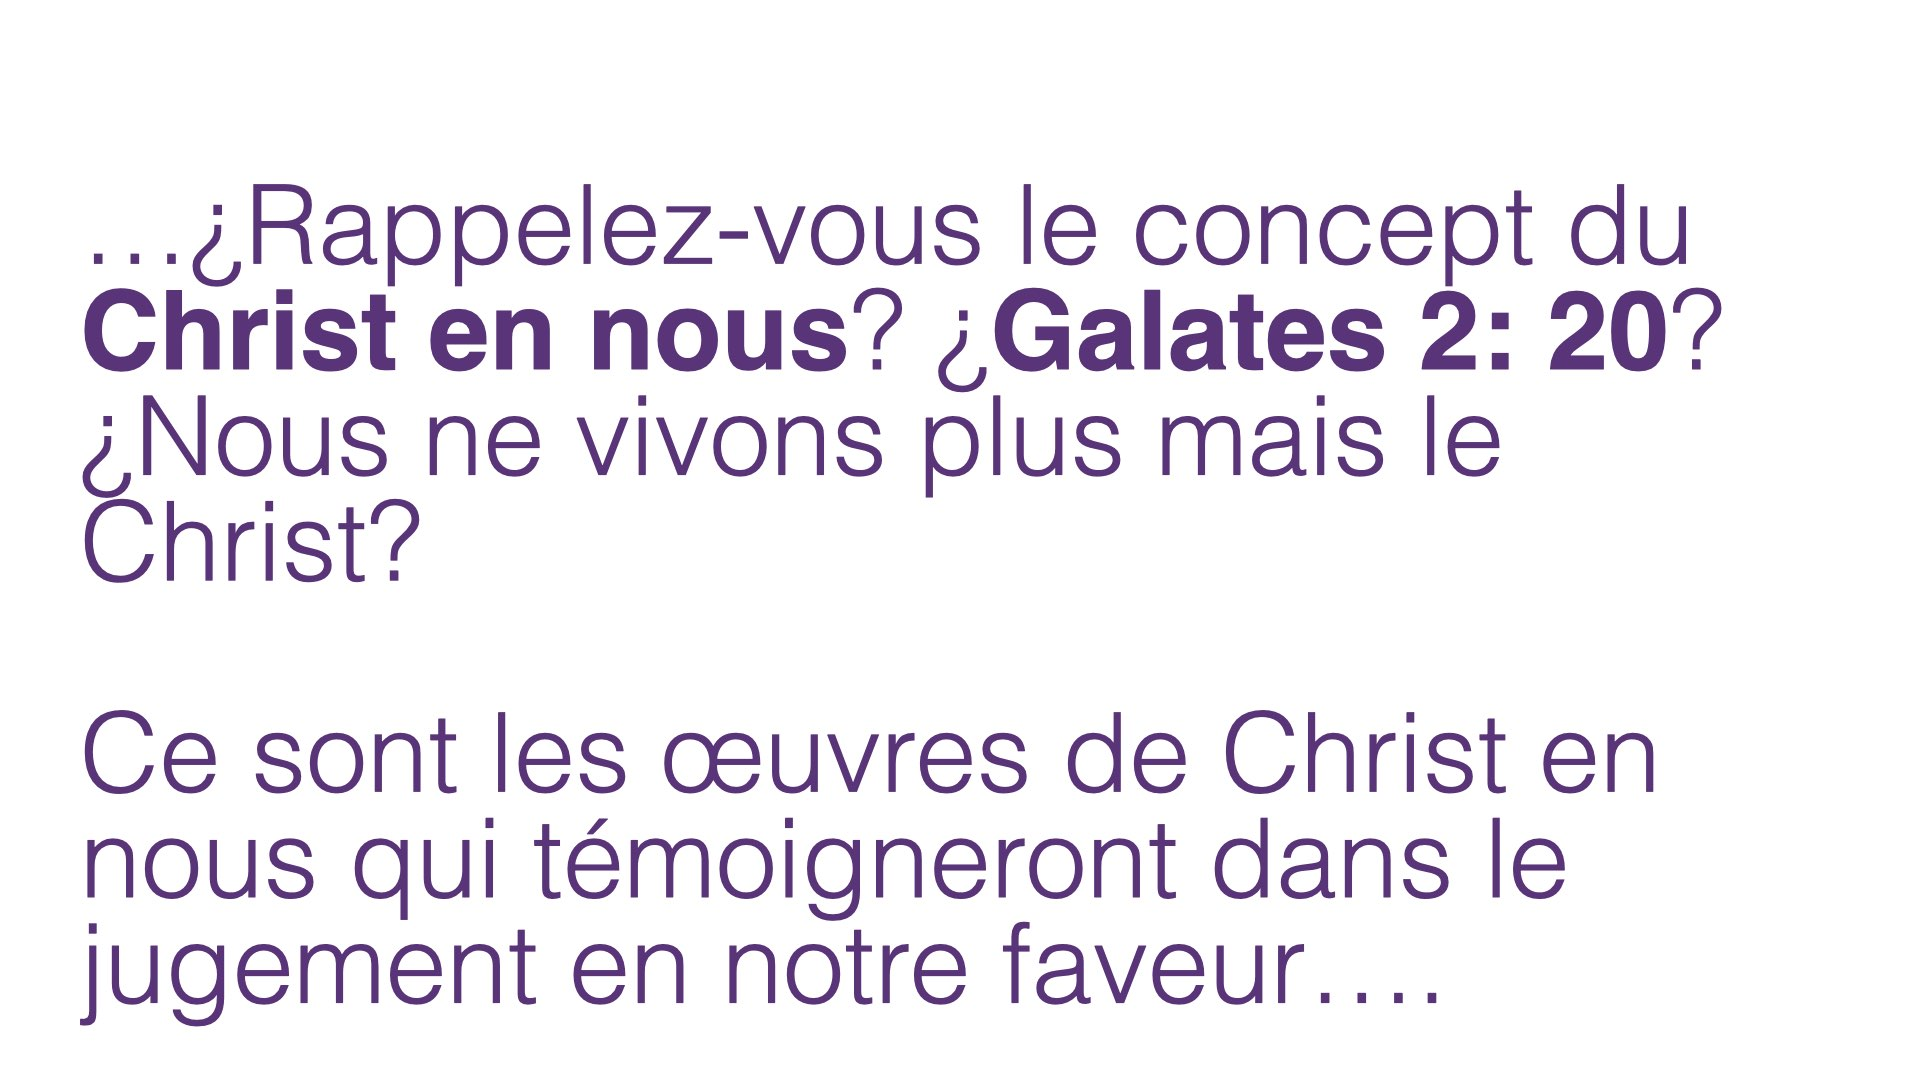 …¿Rappelez-vous le concept du
Christ en nous? ¿Galates 2: 20?
¿Nous ne vivons plus mais le
Christ?
Ce sont les œuvres de Christ en
nous qui témoigneront dans le
jugement en notre faveur….